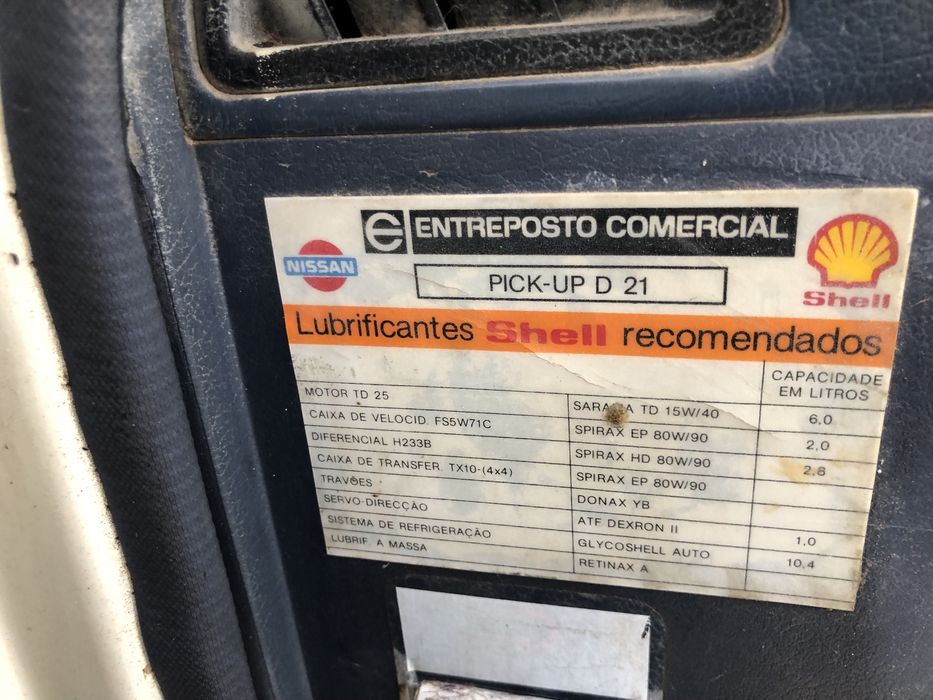 e ENTREPOSTO COMERCIAL
NISSAN
PICK-UP D 21
Shell
Lubrificantes Shell recomendados
CAPACIDADE
EM LITROS
MOTOR TD 25 TD 15W/40 6,0
CAIXA DE VELOCID. FS5W71C SPIRAX EP 80W/90 2,0
DIFERENCIAL H233B SPIRAX HD 80W/90 2,8
CAIXA DE TRANSFER. TX10-(4x4) SPIRAX EP 80W/90
TRAVÕES DONAX YB
SERVO-DIRECÇÃO ATF DEXRON II 1,0
SISTEMA DE REFRIGERAÇÃO GLYCOSHELL AUTO 10,4
LUBRIF. A MASSA RETINAX A